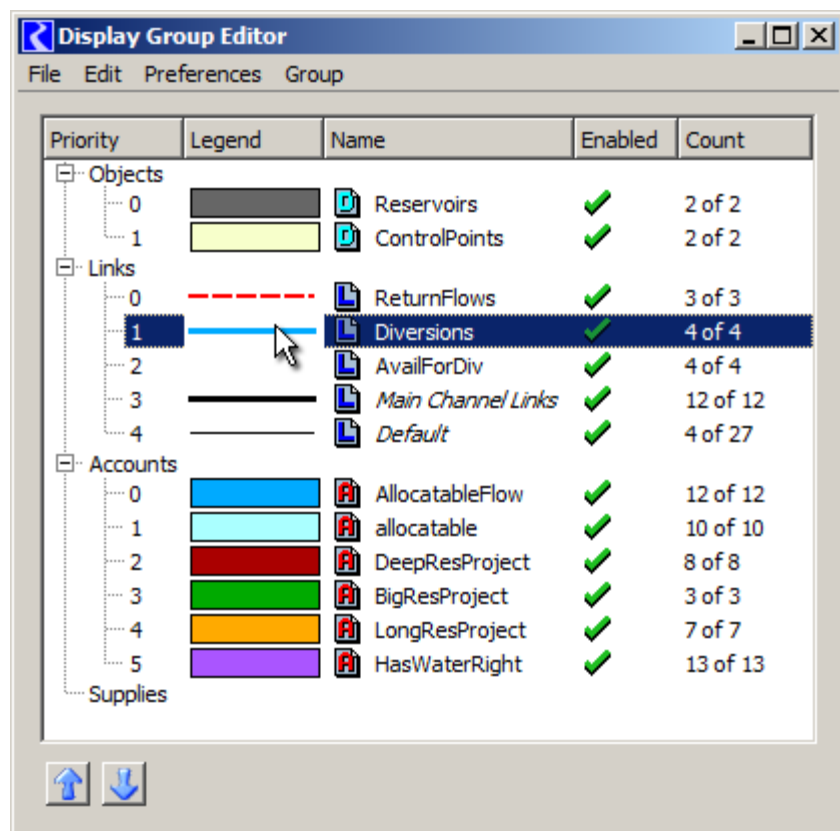 Display Group Editor
File Edit Preferences Group
Priority Legend Name Enabled Count
Objects
0 Reservoirs 2 of 2
1 ControlPoints 2 of 2
Links
0 ReturnFlows 3 of 3
1 Diversions 4 of 4
2 AvailForDiv 4 of 4
3 Main Channel Links 12 of 12
4 Default 4 of 27
Accounts
0 AllocatableFlow 12 of 12
1 allocatable 10 of 10
2 DeepResProject 8 of 8
3 BigResProject 3 of 3
4 LongResProject 7 of 7
5 HasWaterRight 13 of 13
Supplies